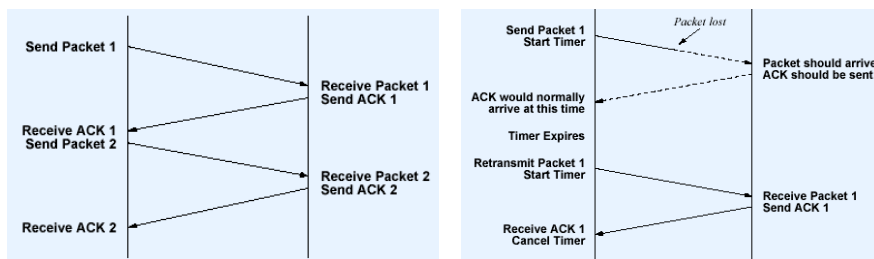 Send Packet 1
Receive Packet 1
Send ACK 1
Receive ACK 1
Send Packet 2
Receive Packet 2
Send ACK 2
Receive ACK 2
Packet lost
Send Packet 1
Start Timer
Packet should arrive
ACK should be sent
ACK would normally
arrive at this time
Timer Expires
Retransmit Packet 1
Start Timer
Receive Packet 1
Send ACK 1
Receive ACK 1
Cancel Timer